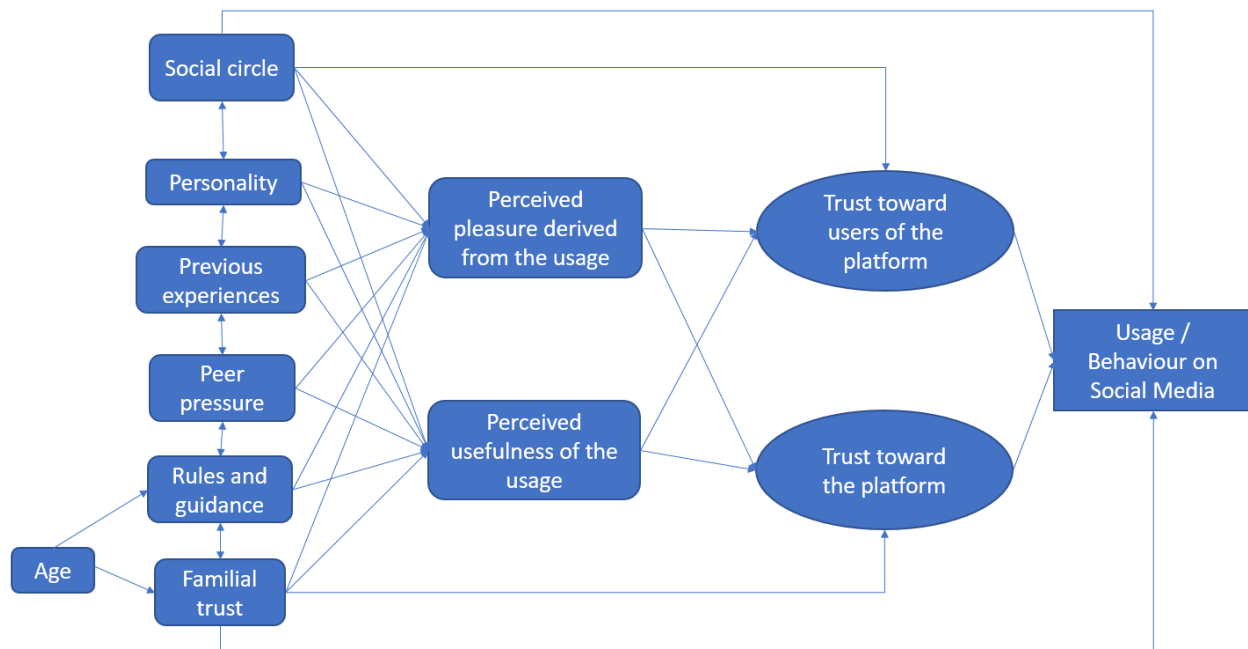 Social circle
Personality
Previous
experiences
Peer
pressure
Rules and
guidance
Age
Familial
trust
Perceived
pleasure derived
from the usage
Perceived
usefulness of the
usage
Trust toward
users of the
platform
Trust toward
the platform
Usage /
Behaviour on
Social Media